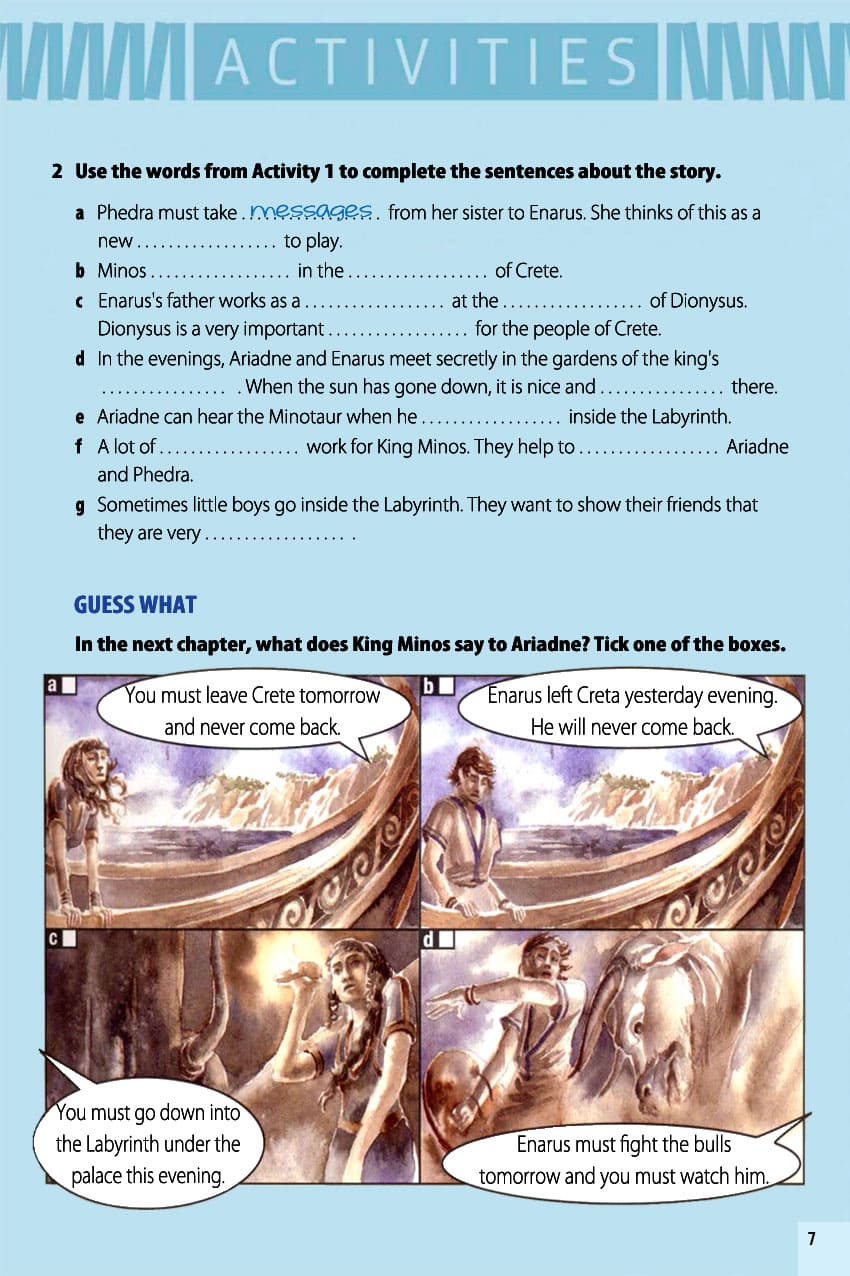 ACTIVITIES
2 Use the words from Activity 1 to complete the sentences about the story.
a Phedra must take . messages . from her sister to Enarus. She thinks of this as a
new .................. to play.
b Minos .................. in the .................. of Crete.
c Enarus's father works as a .................. at the .................. of Dionysus.
Dionysus is a very important .................. for the people of Crete.
d In the evenings, Ariadne and Enarus meet secretly in the gardens of the king's
................ . When the sun has gone down, it is nice and ................ there.
e Ariadne can hear the Minotaur when he .................. inside the Labyrinth.
f A lot of .................. work for King Minos. They help to .................. Ariadne
and Phedra.
g Sometimes little boys go inside the Labyrinth. They want to show their friends that
they are very .................. .
GUESS WHAT
In the next chapter, what does King Minos say to Ariadne? Tick one of the boxes.
a
You must leave Crete tomorrow
and never come back.
b
Enarus left Creta yesterday evening.
He will never come back.
c
You must go down into
the Labyrinth under the
palace this evening.
d
Enarus must fight the bulls
tomorrow and you must watch him.
7